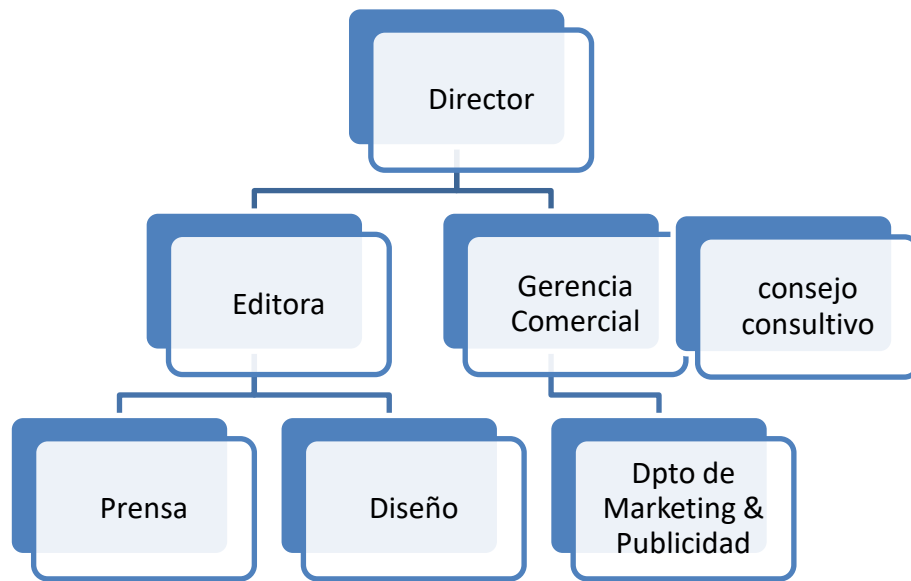 Director
Editora
Gerencia
Comercial
consejo
consultivo
Prensa
Diseño
Dpto de
Marketing &
Publicidad